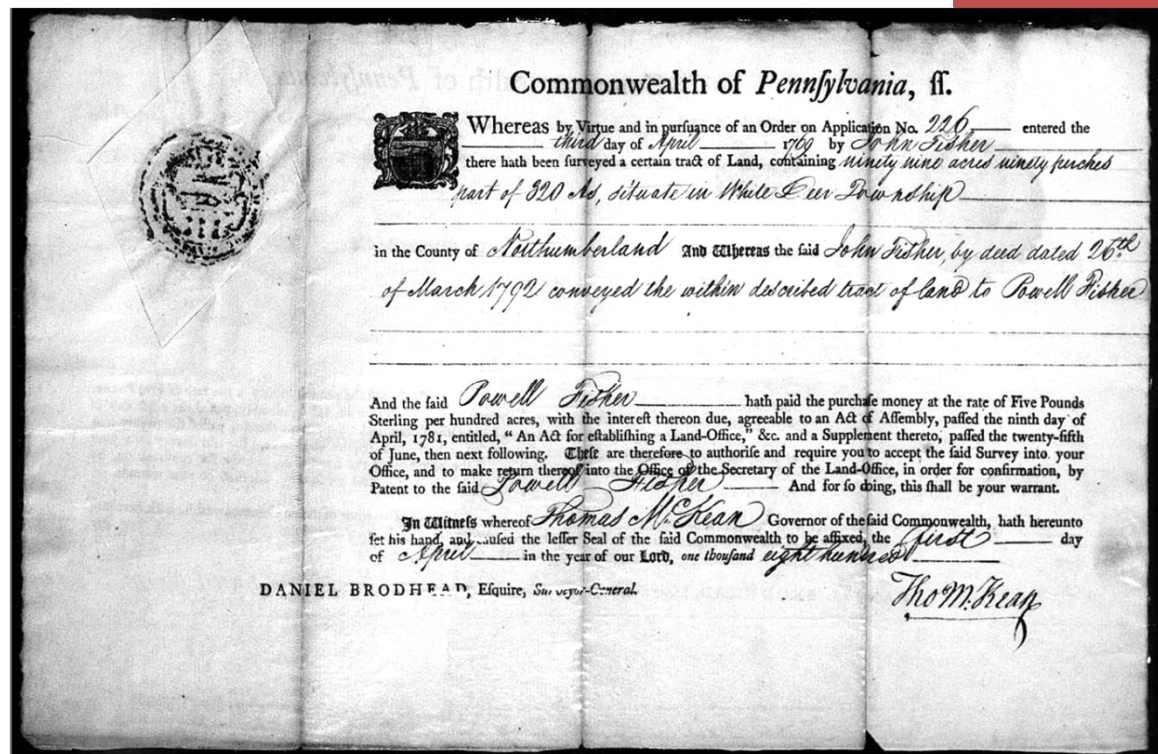 Commonwealth of Pennſylvania, ſſ.
Whereas by Virtue and in purſuance of an Order on Application No. 226 entered the
third day of April 1769 by John Fisher
there hath been ſurveyed a certain tract of Land, containing ninety nine acres ninety perches
part of 320 As, situate in White Deer Township
in the County of Northumberland And Whereas the ſaid John Fisher, by deed dated 26th
of March 1792 conveyed the within described tract of land to Powell Fisher
And the ſaid Powell Fisher hath paid the purchaſe money at the rate of Five Pounds
Sterling per hundred acres, with the intereſt thereon due, agreeable to an Act of Aſſembly, paſſed the ninth day of
April, 1781, entitled, “ An Act for eſtabliſhing a Land-Office,” &c. and a Supplement thereto, paſſed the twenty-fifth
of June, then next following. Theſe are therefore to authoriſe and require you to accept the ſaid Survey into your
Office, and to make return thereof into the Office of the Secretary of the Land-Office, in order for confirmation, by
Patent to the ſaid Powell Fisher And for ſo doing, this ſhall be your warrant.
In Witneſs whereof Thomas McKean Governor of the ſaid Commonwealth, hath hereunto
ſet his hand, and cauſed the leſſer Seal of the ſaid Commonwealth to be affixed, the first day
of April in the year of our Lord, one thouſand eight hundred
DANIEL BRODHEAD, Eſquire, Surveyor-General.
Tho M:Kean